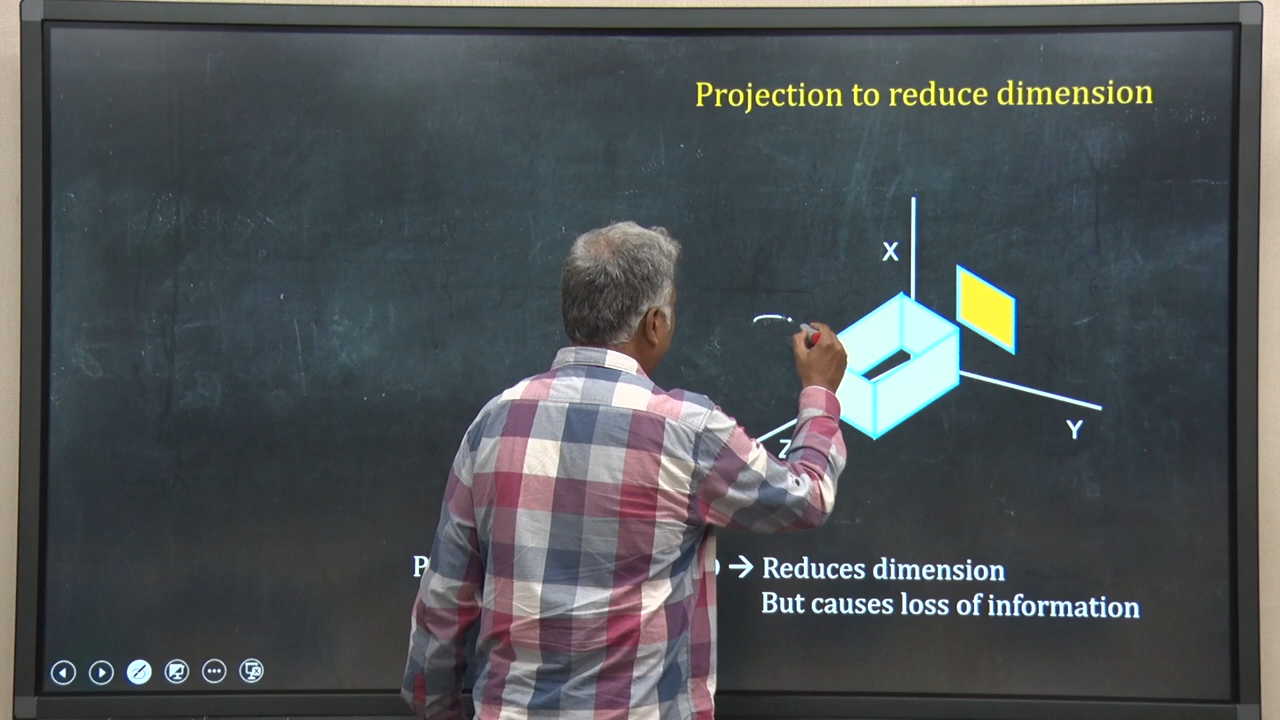 Projection to reduce dimension
X
Y
Z
→ Reduces dimension
But causes loss of information